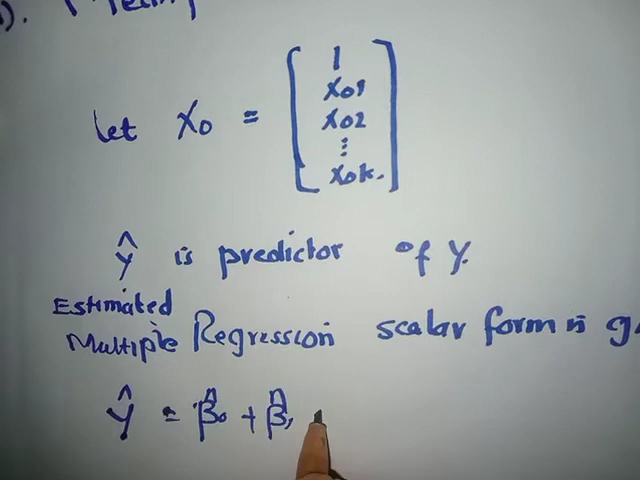 let X₀ = [ 1
X₀₁
X₀₂
⋮
X₀k. ]
Ŷ is predictor of Y.
Estimated
Multiple Regression scalar form is
Ŷ = β̂₀ + β̂₁